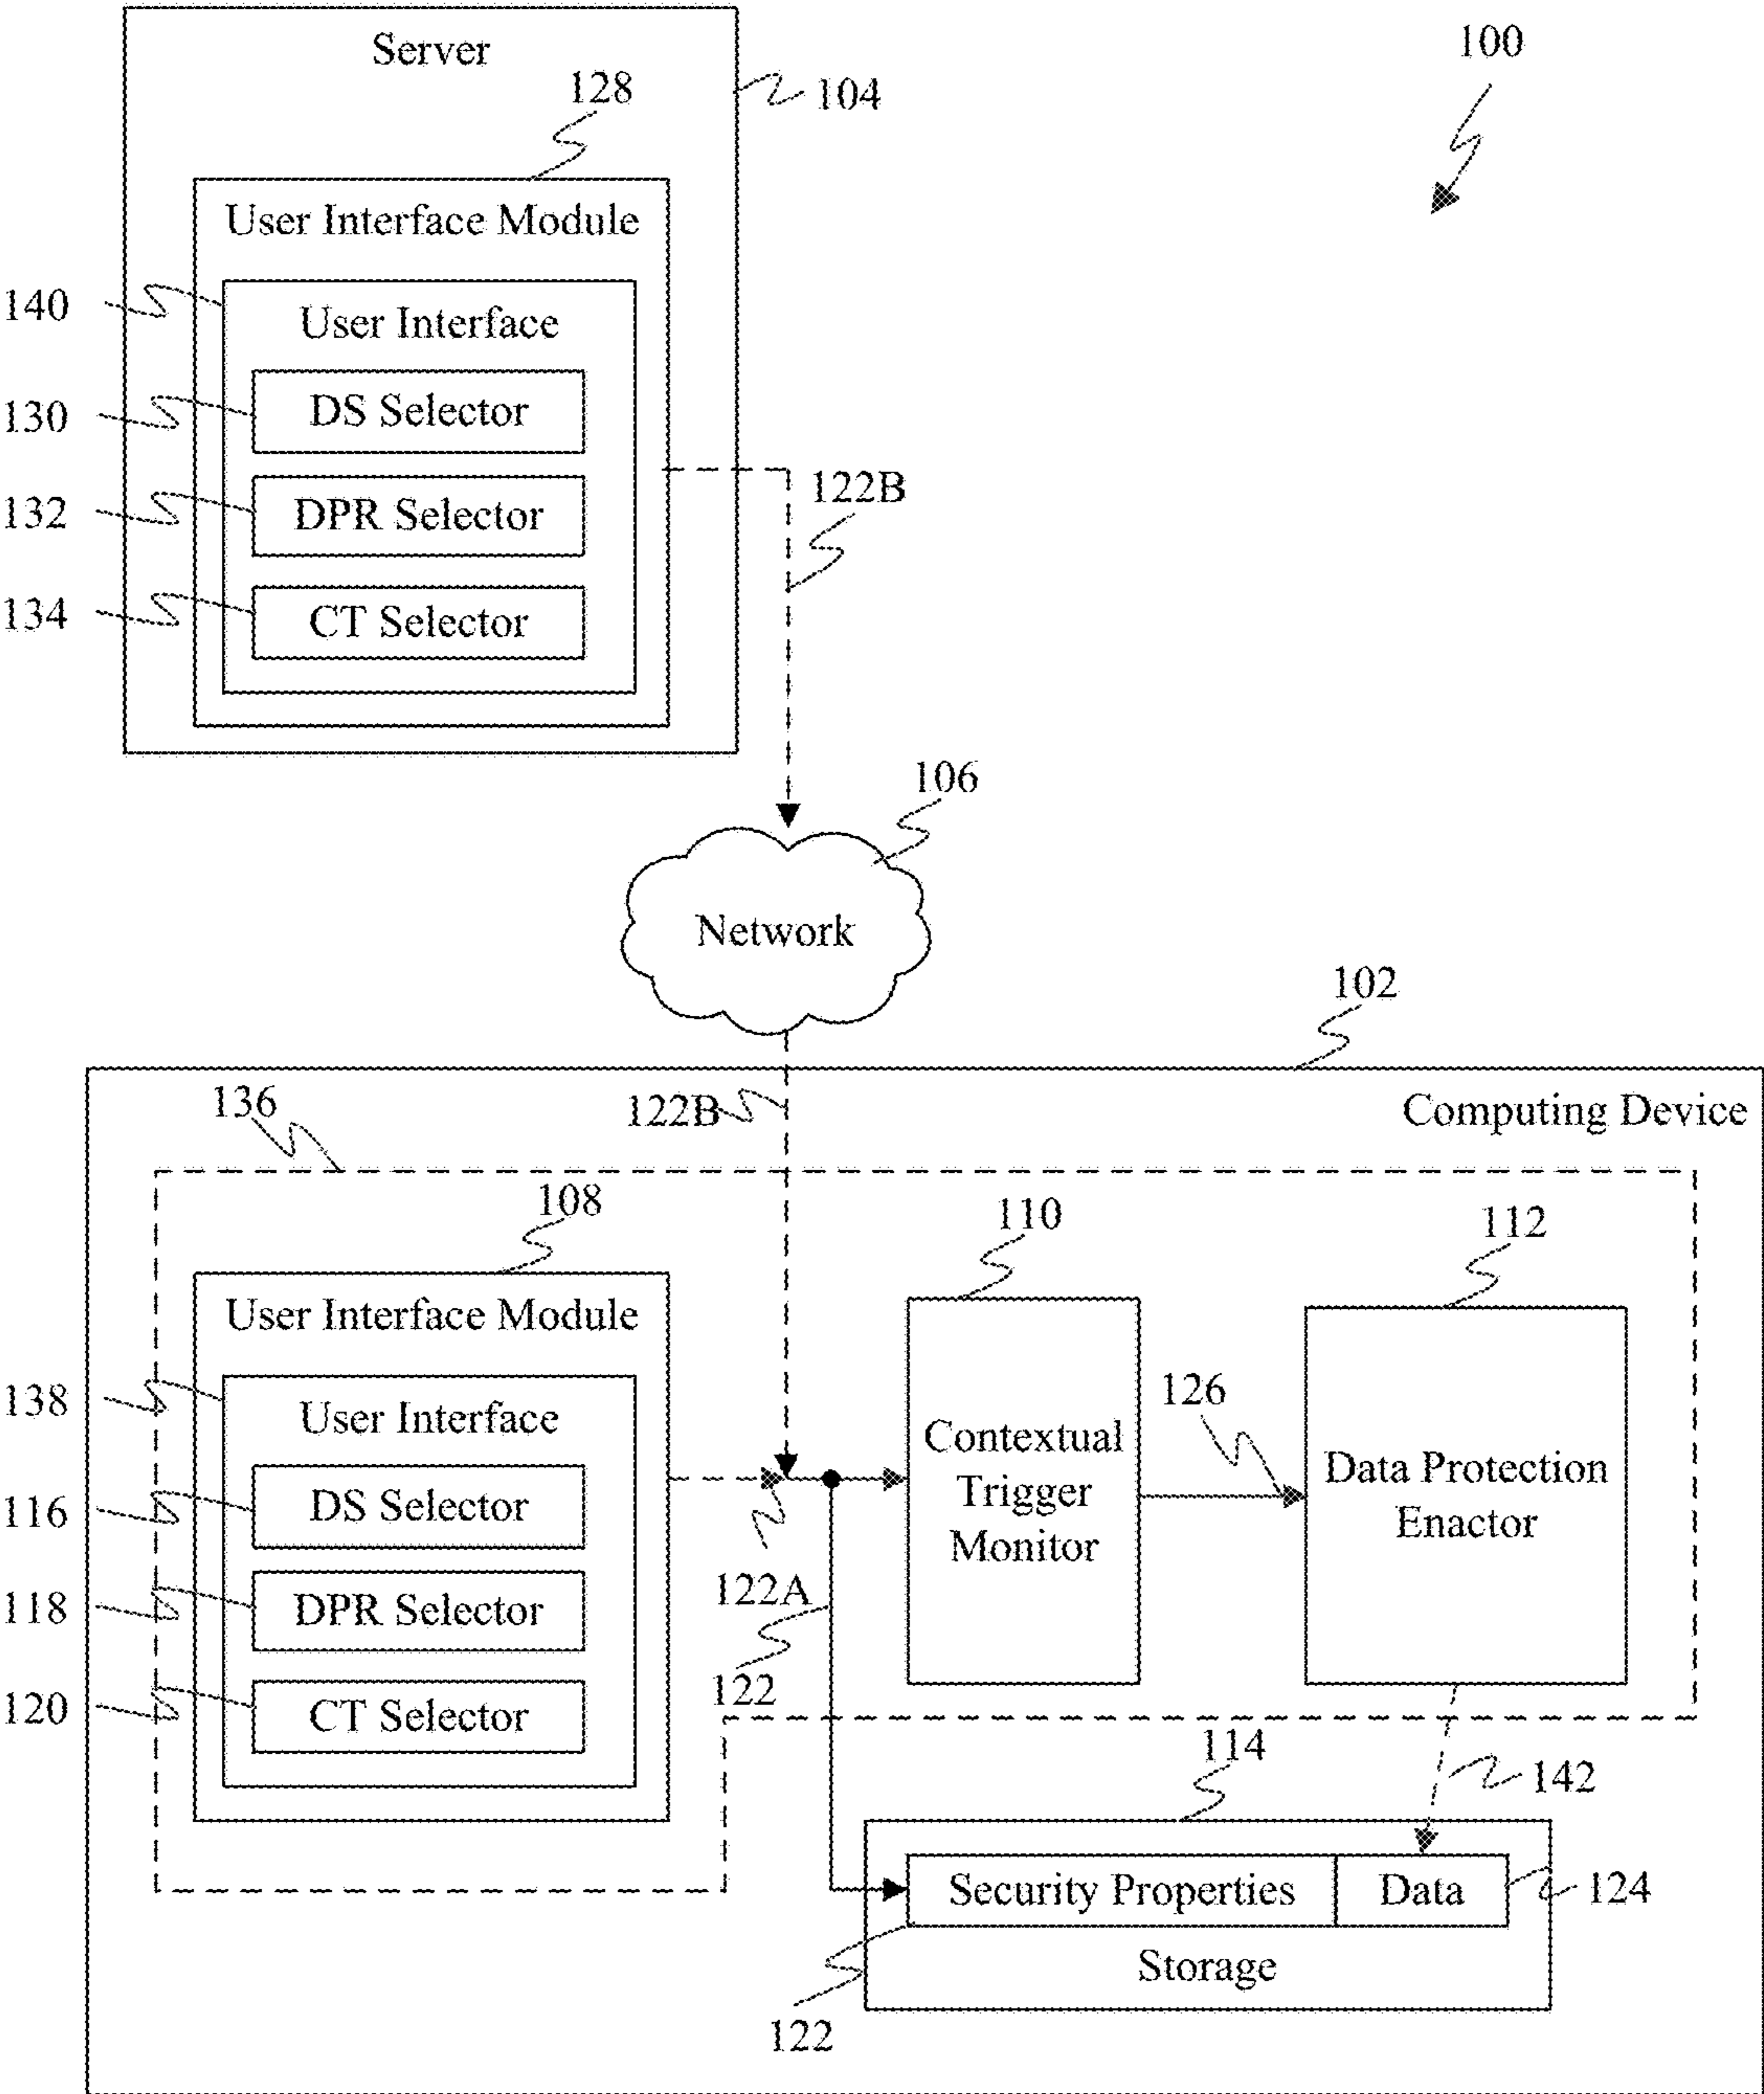 Server
100
104
128
User Interface Module
140
User Interface
130
DS Selector
132
DPR Selector
122B
134
CT Selector
106
Network
102
122B
Computing Device
136
108
110
112
User Interface Module
138
User Interface
126
Contextual
Trigger
Monitor
Data Protection
Enactor
116
DS Selector
122A
118
DPR Selector
122
120
CT Selector
114
142
Security Properties
Data
124
Storage
122